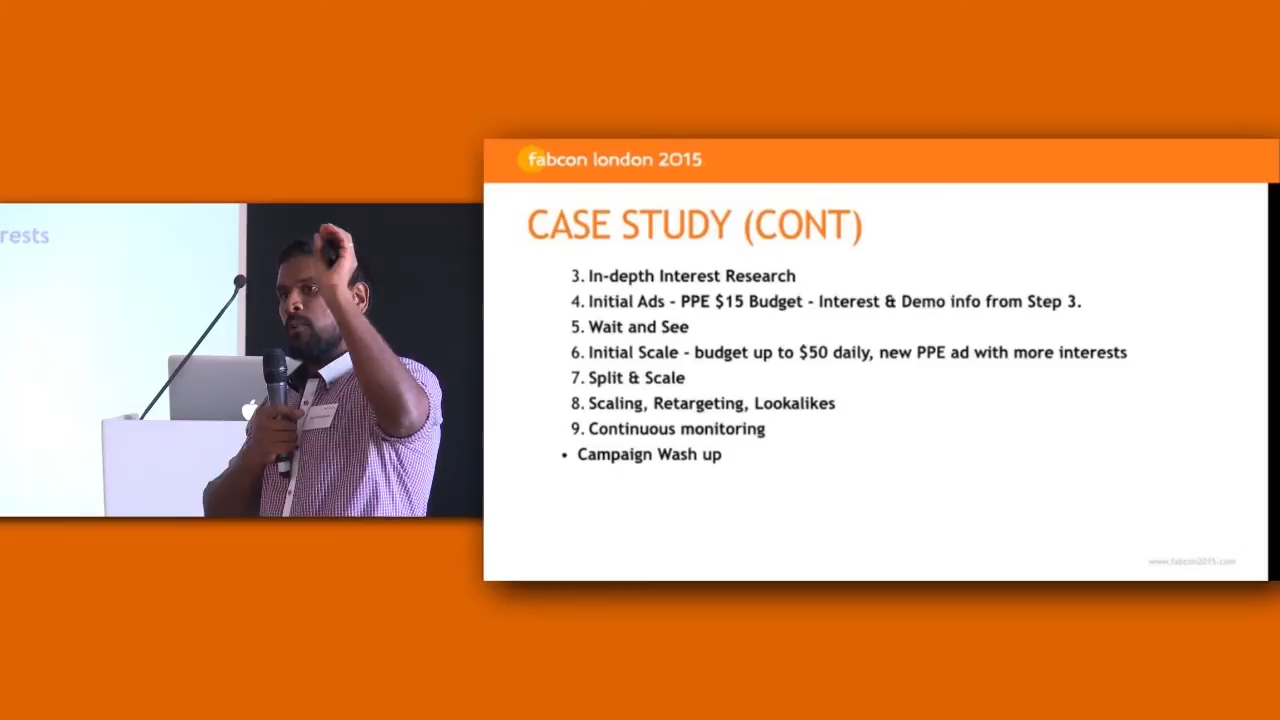 rests
fabcon london 2015
CASE STUDY (CONT)
3. In-depth Interest Research
4. Initial Ads - PPE $15 Budget - Interest & Demo info from Step 3.
5. Wait and See
6. Initial Scale - budget up to $50 daily, new PPE ad with more interests
7. Split & Scale
8. Scaling, Retargeting, Lookalikes
9. Continuous monitoring
• Campaign Wash up
www.fabcon2015.com